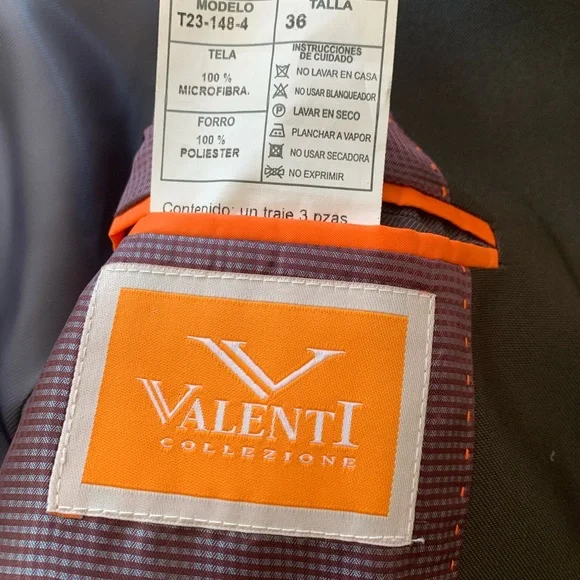 MODELO
T23-148-4
TALLA
36
TELA
100 %
MICROFIBRA.
FORRO
100 %
POLIESTER
INSTRUCCIONES
DE CUIDADO
NO LAVAR EN CASA
NO USAR BLANQUEADOR
P LAVAR EN SECO
PLANCHAR A VAPOR
NO USAR SECADORA
NO EXPRIMIR
Contenido: un traje 3 pzas
VALENTI
COLLEZIONE